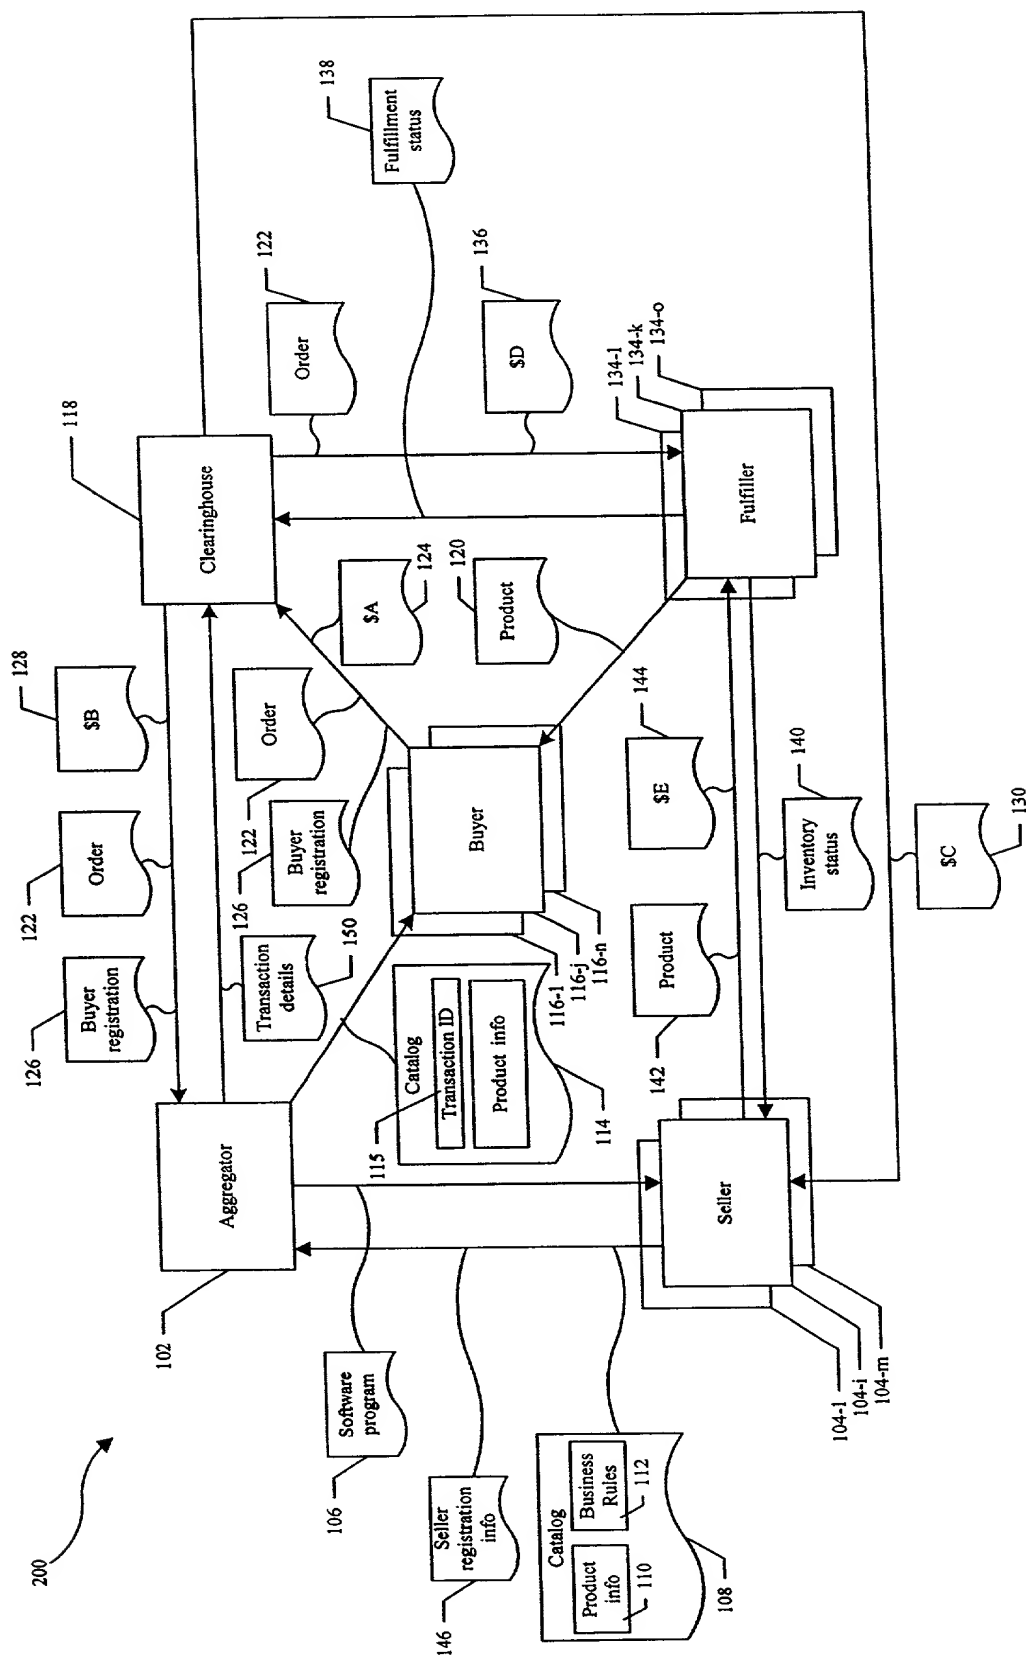 200
126
122
128
Buyer
registration
Order
$B
118
102
Aggregator
Clearinghouse
Transaction
details
150
126
122
Order
122
Order
138
Fulfillment
status
106
Software
program
Buyer
registration
$A
124
115
Catalog
Transaction ID
Product info
114
146
Seller
registration
info
Buyer
116-1
116-j
116-n
Product
120
$D
136
Catalog
Product
info
110
Business
Rules
112
108
142
Product
$E
144
134-1
134-k
134-o
Seller
Fulfiller
104-1
104-i
104-m
Inventory
status
140
$C
130